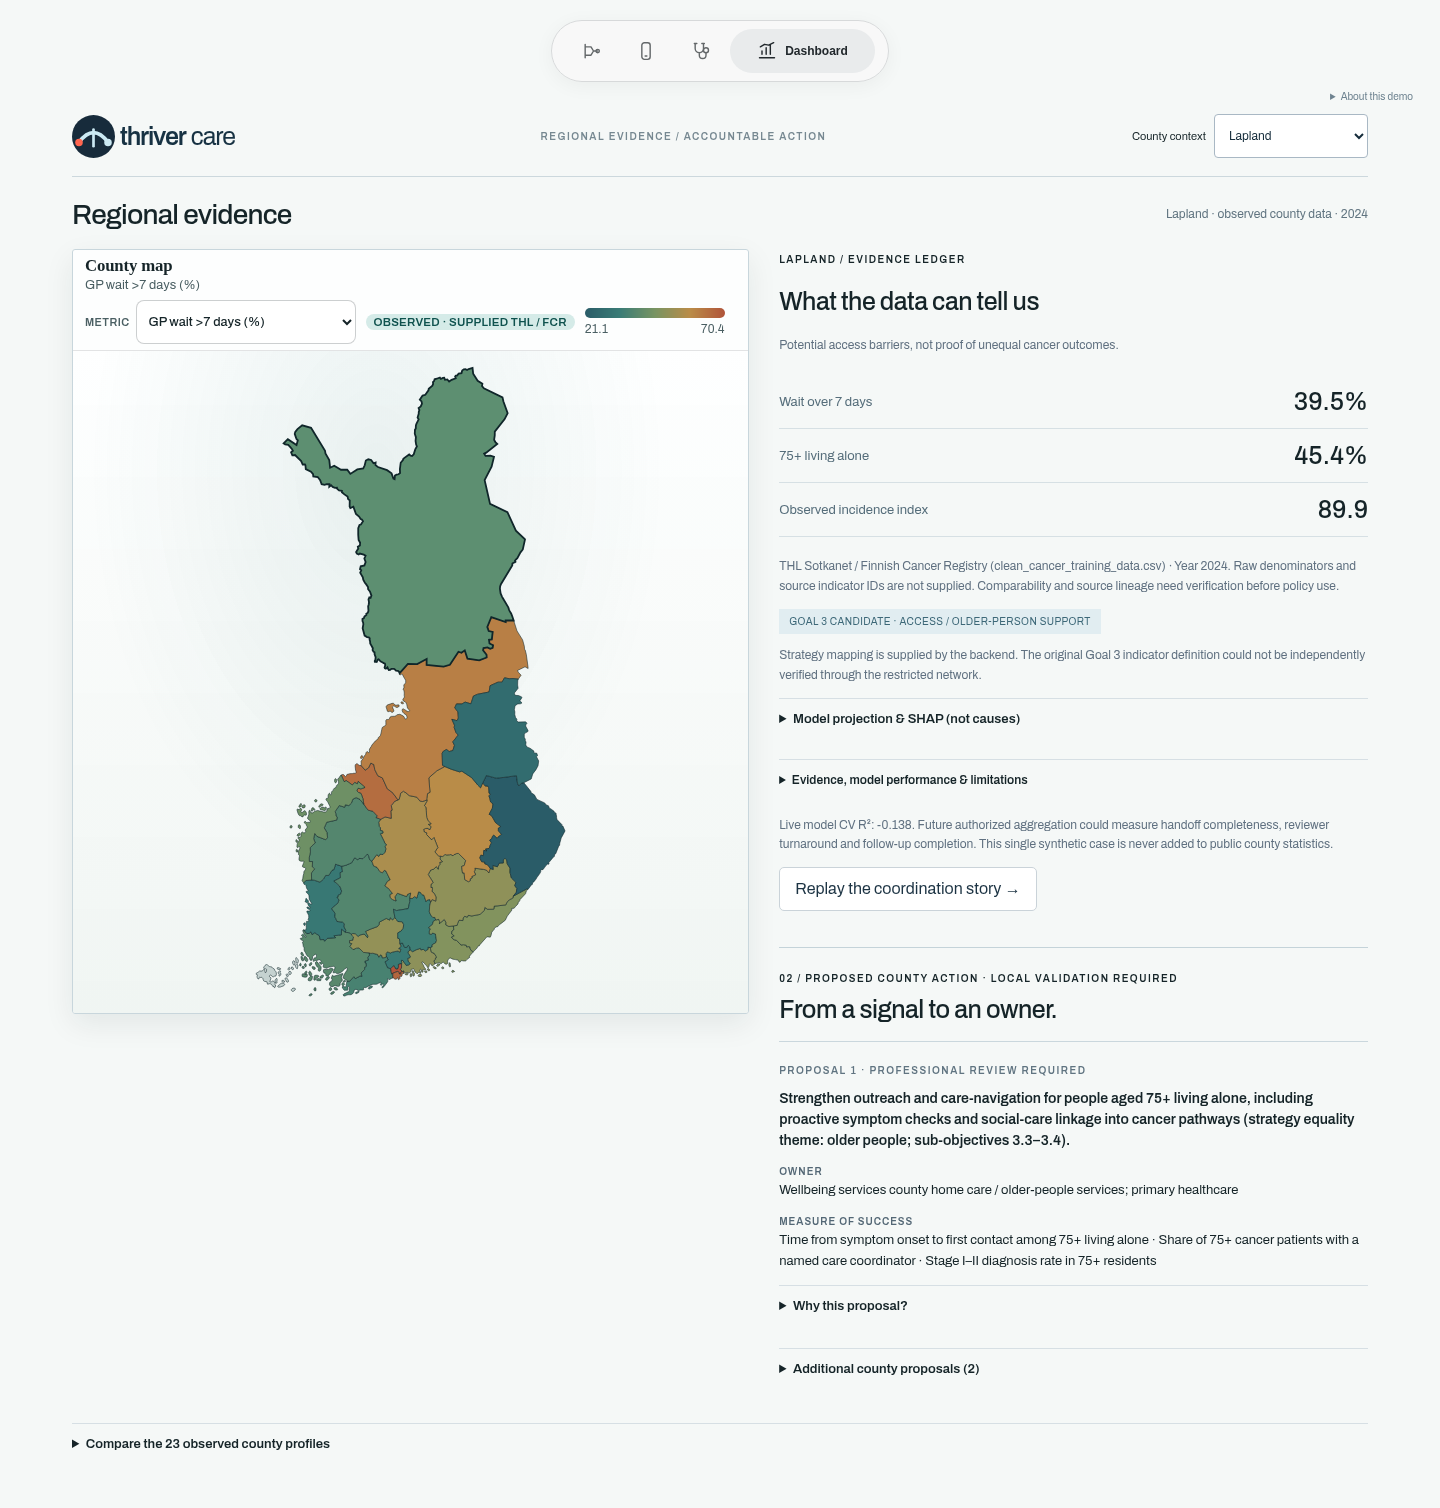 Dashboard
About this demo
thriver care
REGIONAL EVIDENCE / ACCOUNTABLE ACTION
County context
Lapland
Regional evidence
Lapland · observed county data · 2024
County map
GP wait >7 days (%)
METRIC
GP wait >7 days (%)
OBSERVED · SUPPLIED THL / FCR
21.1
70.4
LAPLAND / EVIDENCE LEDGER
What the data can tell us
Potential access barriers, not proof of unequal cancer outcomes.
Wait over 7 days
39.5%
75+ living alone
45.4%
Observed incidence index
89.9
THL Sotkanet / Finnish Cancer Registry (clean_cancer_training_data.csv) · Year 2024. Raw denominators and
source indicator IDs are not supplied. Comparability and source lineage need verification before policy use.
GOAL 3 CANDIDATE · ACCESS / OLDER-PERSON SUPPORT
Strategy mapping is supplied by the backend. The original Goal 3 indicator definition could not be independently
verified through the restricted network.
Model projection & SHAP (not causes)
Evidence, model performance & limitations
Live model CV R²: -0.138. Future authorized aggregation could measure handoff completeness, reviewer
turnaround and follow-up completion. This single synthetic case is never added to public county statistics.
Replay the coordination story →
02 / PROPOSED COUNTY ACTION · LOCAL VALIDATION REQUIRED
From a signal to an owner.
PROPOSAL 1 · PROFESSIONAL REVIEW REQUIRED
Strengthen outreach and care-navigation for people aged 75+ living alone, including
proactive symptom checks and social-care linkage into cancer pathways (strategy equality
theme: older people; sub-objectives 3.3–3.4).
OWNER
Wellbeing services county home care / older-people services; primary healthcare
MEASURE OF SUCCESS
Time from symptom onset to first contact among 75+ living alone · Share of 75+ cancer patients with a
named care coordinator · Stage I–II diagnosis rate in 75+ residents
Why this proposal?
Additional county proposals (2)
Compare the 23 observed county profiles